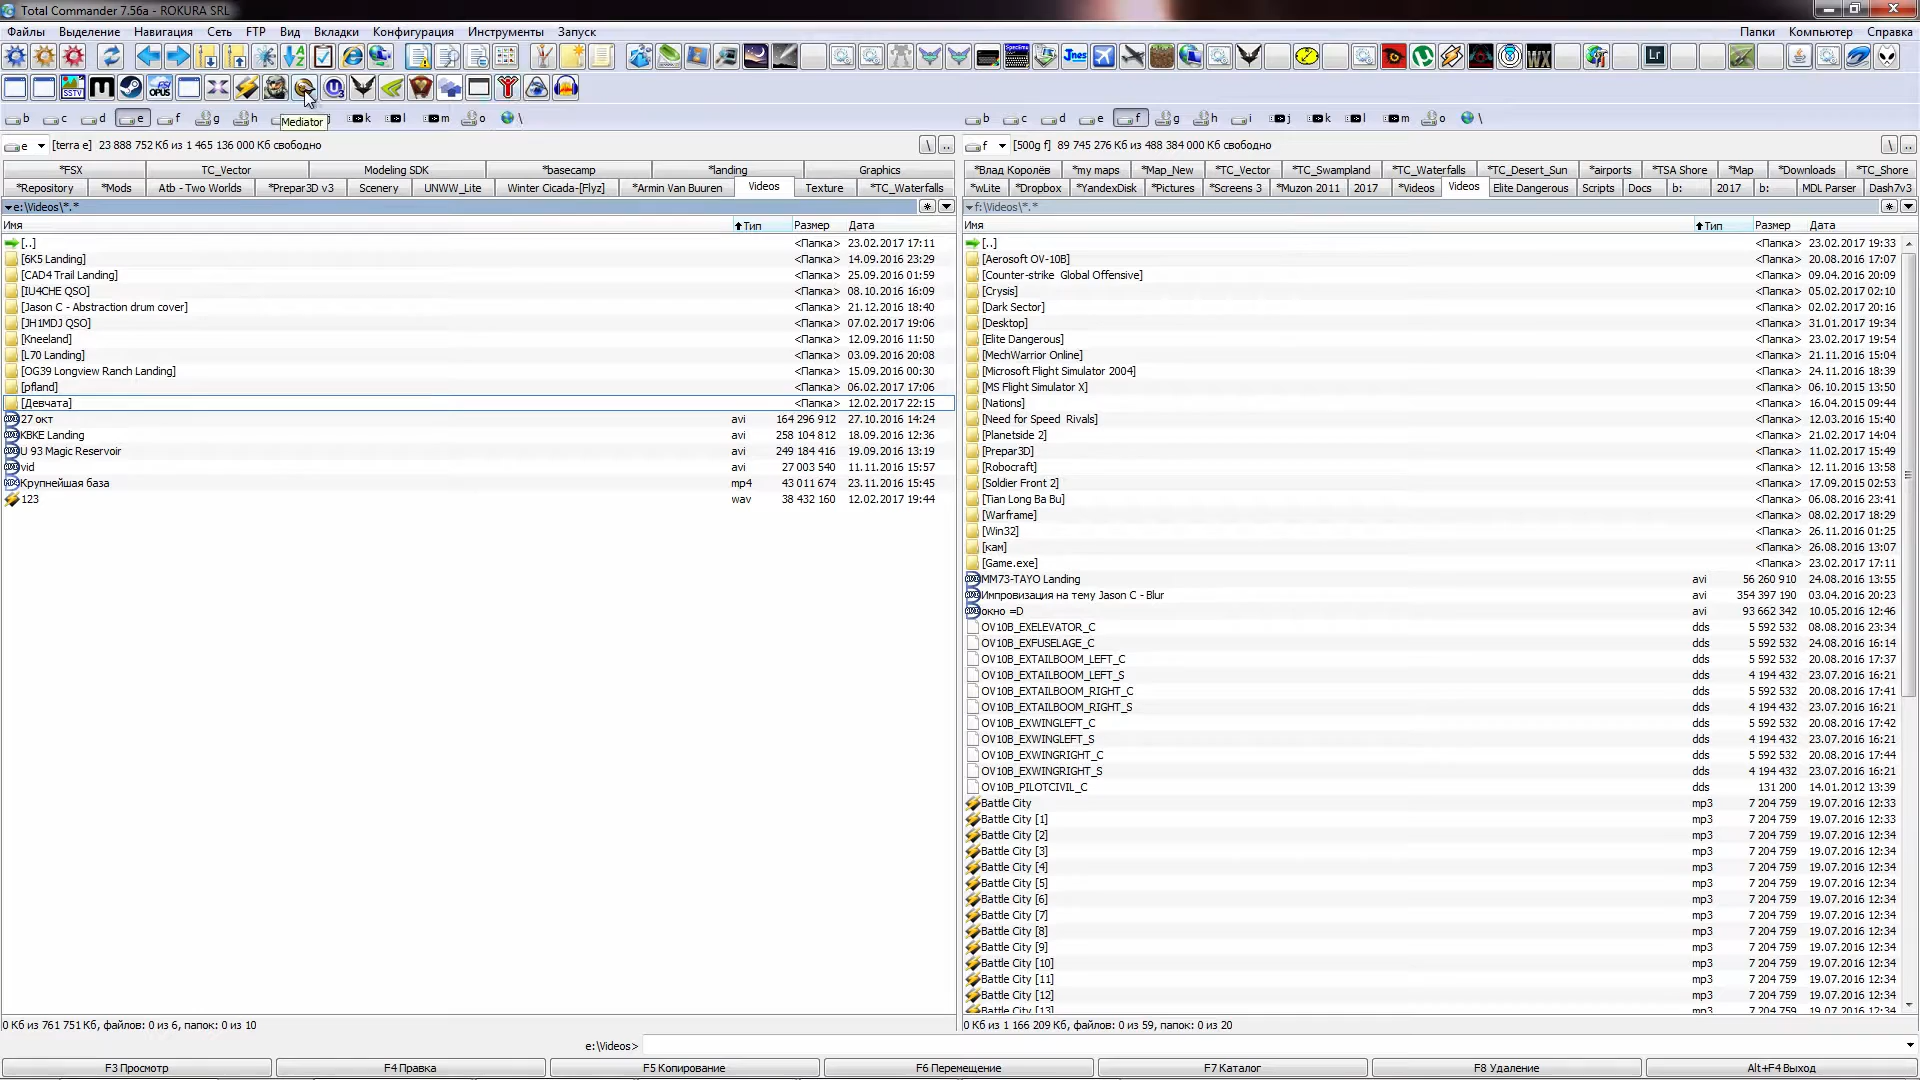 Total Commander 7.56a - ROKURA SRL
Файлы Выделение Навигация Сеть FTP Вид Вкладки Конфигурация Инструменты Запуск Папки Компьютер Справка
Jnes WX Lr
SSTV OPUS
b c d e f g h j k l m o \ b c d e f g h i j k l m o \
Mediator
e [terra e] 23 888 752 Кб из 1 465 136 000 Кб свободно \ .. f [500g f] 89 745 276 Кб из 488 384 000 Кб свободно \ ..
*FSX TC_Vector Modeling SDK *basecamp *landing Graphics *Влад Королёв *my maps *Map_New *TC_Vector *TC_Swampland *TC_Waterfalls *TC_Desert_Sun *airports *TSA Shore *Map *Downloads *TC_Shore
*Repository *Mods Atb - Two Worlds *Prepar3D v3 Scenery UNWW_Lite Winter Cicada-[Flyz] *Armin Van Buuren Videos Texture *TC_Waterfalls *wLite *Dropbox *YandexDisk *Pictures *Screens 3 *Muzon 2011 2017 *Videos Videos Elite Dangerous Scripts Docs b: 2017 b: MDL Parser Dash7v3
e:\Videos\*.* * f:\Videos\*.* *
Имя Тип Размер Дата Имя Тип Размер Дата
[..] <Папка> 23.02.2017 17:11
[6K5 Landing] <Папка> 14.09.2016 23:29
[CAD4 Trail Landing] <Папка> 25.09.2016 01:59
[IU4CHE QSO] <Папка> 08.10.2016 16:09
[Jason C - Abstraction drum cover] <Папка> 21.12.2016 18:40
[JH1MDJ QSO] <Папка> 07.02.2017 19:06
[Kneeland] <Папка> 12.09.2016 11:50
[L70 Landing] <Папка> 03.09.2016 20:08
[OG39 Longview Ranch Landing] <Папка> 15.09.2016 00:30
[pfland] <Папка> 06.02.2017 17:06
[Девчата] <Папка> 12.02.2017 22:15
27 окт avi 164 296 912 27.10.2016 14:24
KBKE Landing avi 258 104 812 18.09.2016 12:36
U 93 Magic Reservoir avi 249 184 416 19.09.2016 13:19
vid avi 27 003 540 11.11.2016 15:57
Крупнейшая база mp4 43 011 674 23.11.2016 15:45
123 wav 38 432 160 12.02.2017 19:44
[..] <Папка> 23.02.2017 19:33
[Aerosoft OV-10B] <Папка> 20.08.2016 17:07
[Counter-strike Global Offensive] <Папка> 09.04.2016 20:09
[Crysis] <Папка> 05.02.2017 02:10
[Dark Sector] <Папка> 02.02.2017 20:16
[Desktop] <Папка> 31.01.2017 19:34
[Elite Dangerous] <Папка> 23.02.2017 19:54
[MechWarrior Online] <Папка> 21.11.2016 15:04
[Microsoft Flight Simulator 2004] <Папка> 24.11.2016 18:39
[MS Flight Simulator X] <Папка> 06.10.2015 13:50
[Nations] <Папка> 16.04.2015 09:44
[Need for Speed Rivals] <Папка> 12.03.2016 15:40
[Planetside 2] <Папка> 21.02.2017 14:04
[Prepar3D] <Папка> 11.02.2017 15:49
[Robocraft] <Папка> 12.11.2016 13:58
[Soldier Front 2] <Папка> 17.09.2015 02:53
[Tian Long Ba Bu] <Папка> 06.08.2016 23:41
[Warframe] <Папка> 08.02.2017 18:29
[Win32] <Папка> 26.11.2016 01:25
[кам] <Папка> 26.08.2016 13:07
[Game.exe] <Папка> 23.02.2017 17:11
MM73-TAYO Landing avi 56 260 910 24.08.2016 13:55
Импровизация на тему Jason C - Blur avi 354 397 190 03.04.2016 20:23
окно =D avi 93 662 342 10.05.2016 12:46
OV10B_EXELEVATOR_C dds 5 592 532 08.08.2016 23:34
OV10B_EXFUSELAGE_C dds 5 592 532 24.08.2016 16:14
OV10B_EXTAILBOOM_LEFT_C dds 5 592 532 20.08.2016 17:37
OV10B_EXTAILBOOM_LEFT_S dds 4 194 432 23.07.2016 16:21
OV10B_EXTAILBOOM_RIGHT_C dds 5 592 532 20.08.2016 17:41
OV10B_EXTAILBOOM_RIGHT_S dds 4 194 432 23.07.2016 16:21
OV10B_EXWINGLEFT_C dds 5 592 532 20.08.2016 17:42
OV10B_EXWINGLEFT_S dds 4 194 432 23.07.2016 16:21
OV10B_EXWINGRIGHT_C dds 5 592 532 20.08.2016 17:44
OV10B_EXWINGRIGHT_S dds 4 194 432 23.07.2016 16:21
OV10B_PILOTCIVIL_C dds 131 200 14.01.2012 13:39
Battle City mp3 7 204 759 19.07.2016 12:33
Battle City [1] mp3 7 204 759 19.07.2016 12:33
Battle City [2] mp3 7 204 759 19.07.2016 12:34
Battle City [3] mp3 7 204 759 19.07.2016 12:34
Battle City [4] mp3 7 204 759 19.07.2016 12:34
Battle City [5] mp3 7 204 759 19.07.2016 12:34
Battle City [6] mp3 7 204 759 19.07.2016 12:34
Battle City [7] mp3 7 204 759 19.07.2016 12:34
Battle City [8] mp3 7 204 759 19.07.2016 12:34
Battle City [9] mp3 7 204 759 19.07.2016 12:34
Battle City [10] mp3 7 204 759 19.07.2016 12:34
Battle City [11] mp3 7 204 759 19.07.2016 12:34
Battle City [12] mp3 7 204 759 19.07.2016 12:34
Battle City [13] mp3 7 204 759 19.07.2016 12:34
0 Кб из 761 751 Кб, файлов: 0 из 6, папок: 0 из 10 0 Кб из 1 166 209 Кб, файлов: 0 из 59, папок: 0 из 20
e:\Videos>
F3 Просмотр F4 Правка F5 Копирование F6 Перемещение F7 Каталог F8 Удаление Alt+F4 Выход